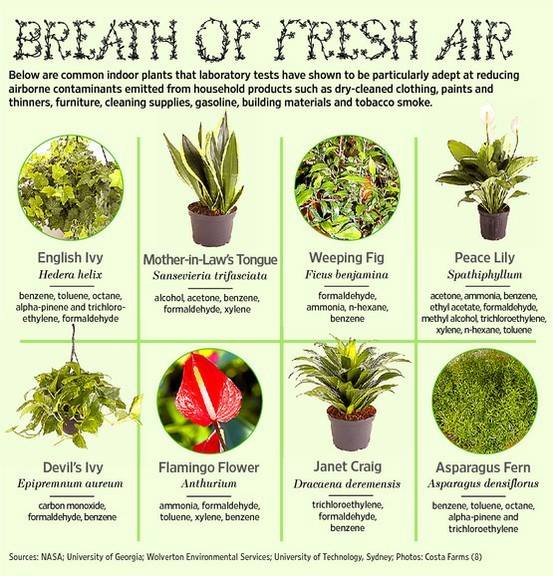 BREATH OF FRESH AIR
Below are common indoor plants that laboratory tests have shown to be particularly adept at reducing
airborne contaminants emitted from household products such as dry-cleaned clothing, paints and
thinners, furniture, cleaning supplies, gasoline, building materials and tobacco smoke.
English Ivy
Hedera helix
benzene, toluene, octane,
alpha-pinene and trichloro-
ethylene, formaldehyde
Mother-in-Law's Tongue
Sansevieria trifasciata
alcohol, acetone, benzene,
formaldehyde, xylene
Weeping Fig
Ficus benjamina
formaldehyde,
ammonia, n-hexane,
benzene
Peace Lily
Spathiphyllum
acetone, ammonia, benzene,
ethyl acetate, formaldehyde,
methyl alcohol, trichloroethylene,
xylene, n-hexane, toluene
Devil's Ivy
Epipremnum aureum
carbon monoxide,
formaldehyde, benzene
Flamingo Flower
Anthurium
ammonia, formaldehyde,
toluene, xylene, benzene
Janet Craig
Dracaena deremensis
trichloroethylene,
formaldehyde,
benzene
Asparagus Fern
Asparagus densiflorus
benzene, toluene, octane,
alpha-pinene and
trichloroethylene
Sources: NASA; University of Georgia; Wolverton Environmental Services; University of Technology, Sydney; Photos: Costa Farms (8)